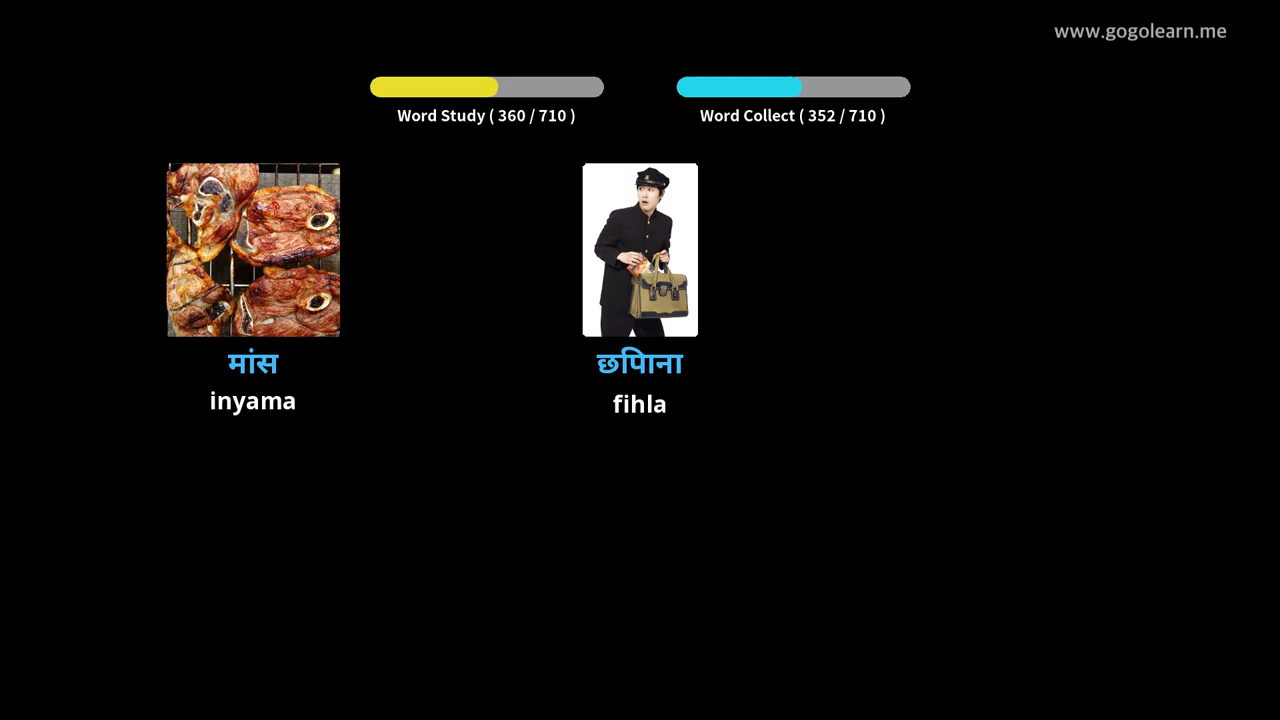 www.gogolearn.me
Word Study ( 360 / 710 )
Word Collect ( 352 / 710 )
मांस
छिपाना
inyama
fihla